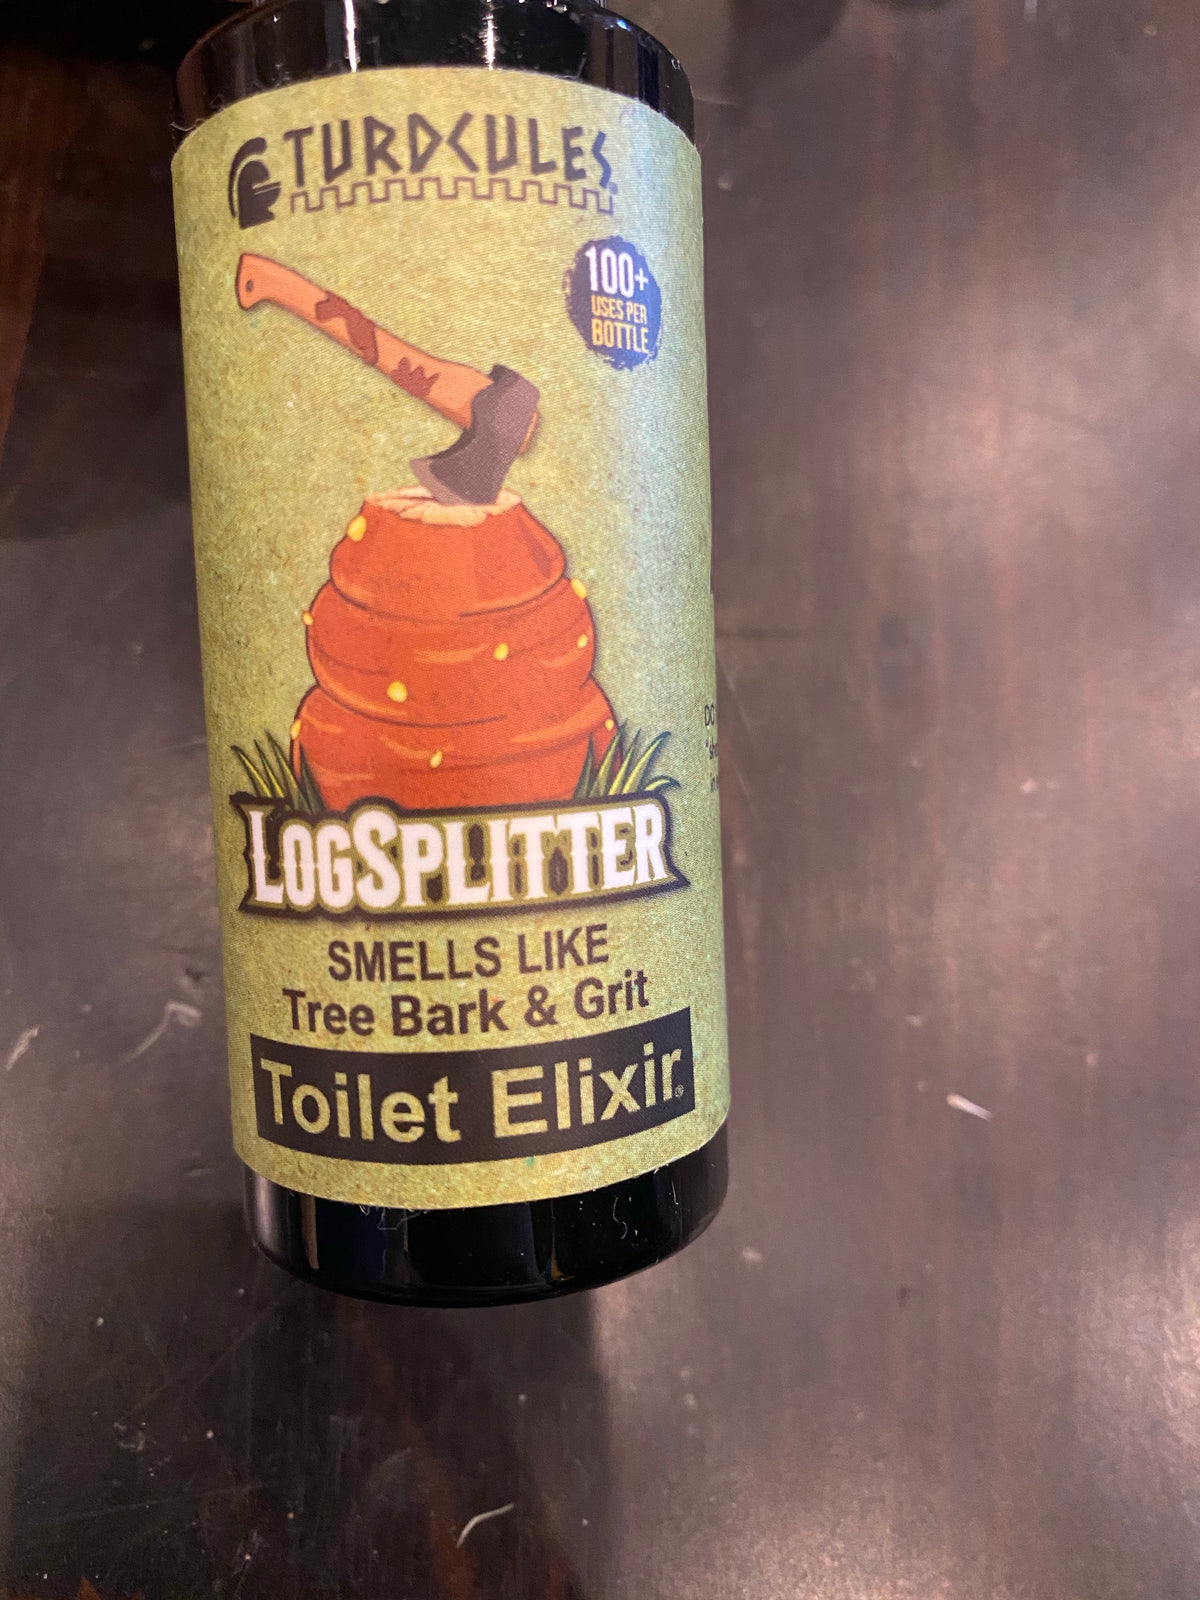 TURDCULES®
100+
USES PER
BOTTLE
LOGSPLITTER
SMELLS LIKE
Tree Bark & Grit
Toilet Elixir®